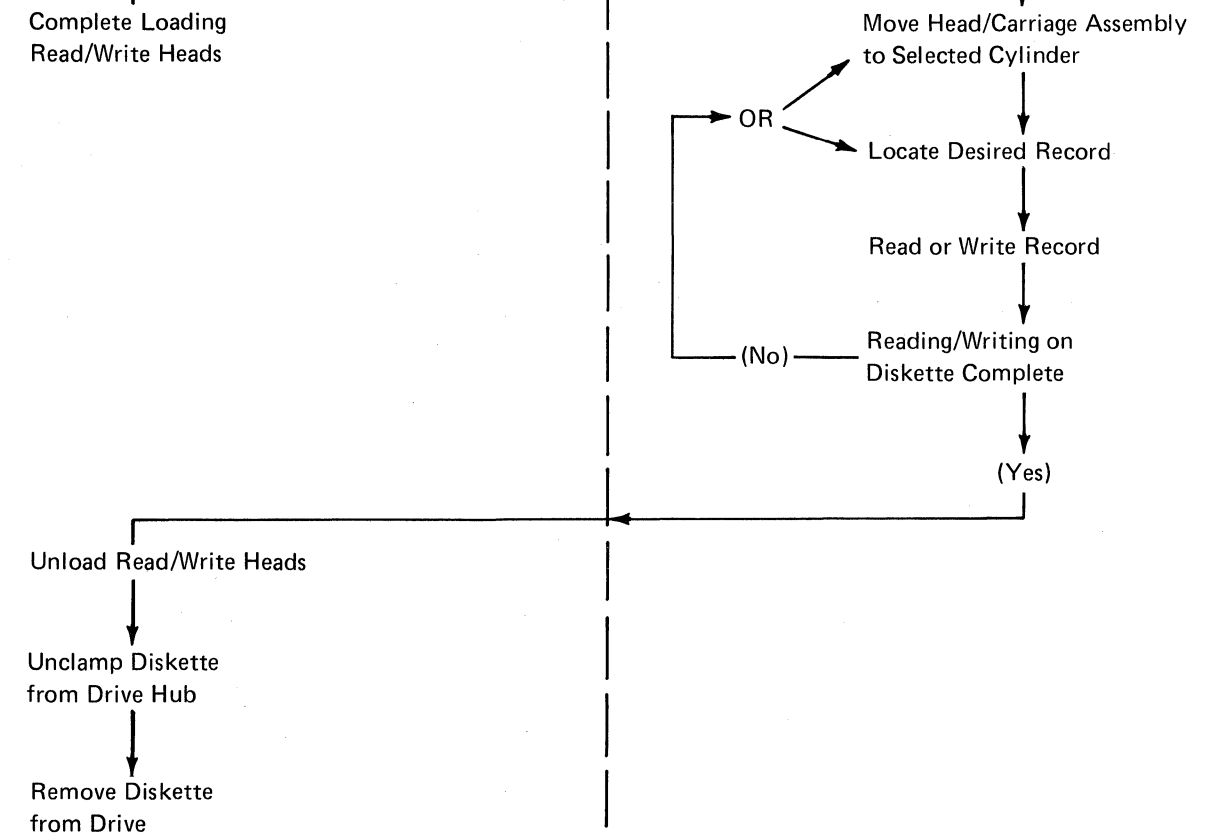 Complete Loading
Read/Write Heads
Move Head/Carriage Assembly
to Selected Cylinder
OR
Locate Desired Record
Read or Write Record
(No)
Reading/Writing on
Diskette Complete
(Yes)
Unload Read/Write Heads
Unclamp Diskette
from Drive Hub
Remove Diskette
from Drive